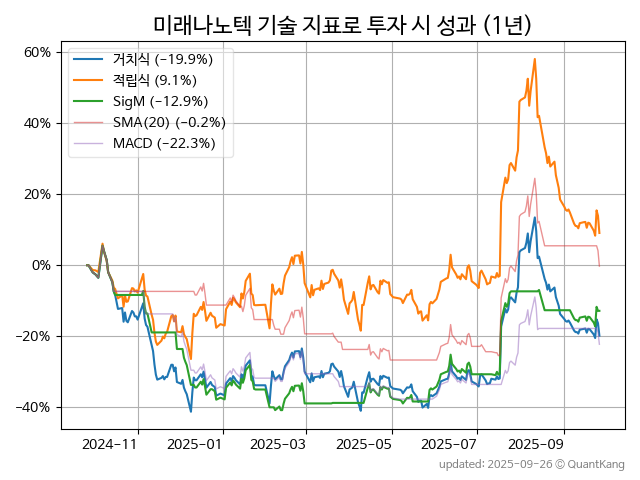 미래나노텍 기술 지표로 투자 시 성과 (1년)
60%
40%
20%
0%
−20%
−40%
거치식 (−19.9%)
적립식 (9.1%)
SigM (−12.9%)
SMA(20) (−0.2%)
MACD (−22.3%)
2024-11
2025-01
2025-03
2025-05
2025-07
2025-09
updated: 2025-09-26 © QuantKang